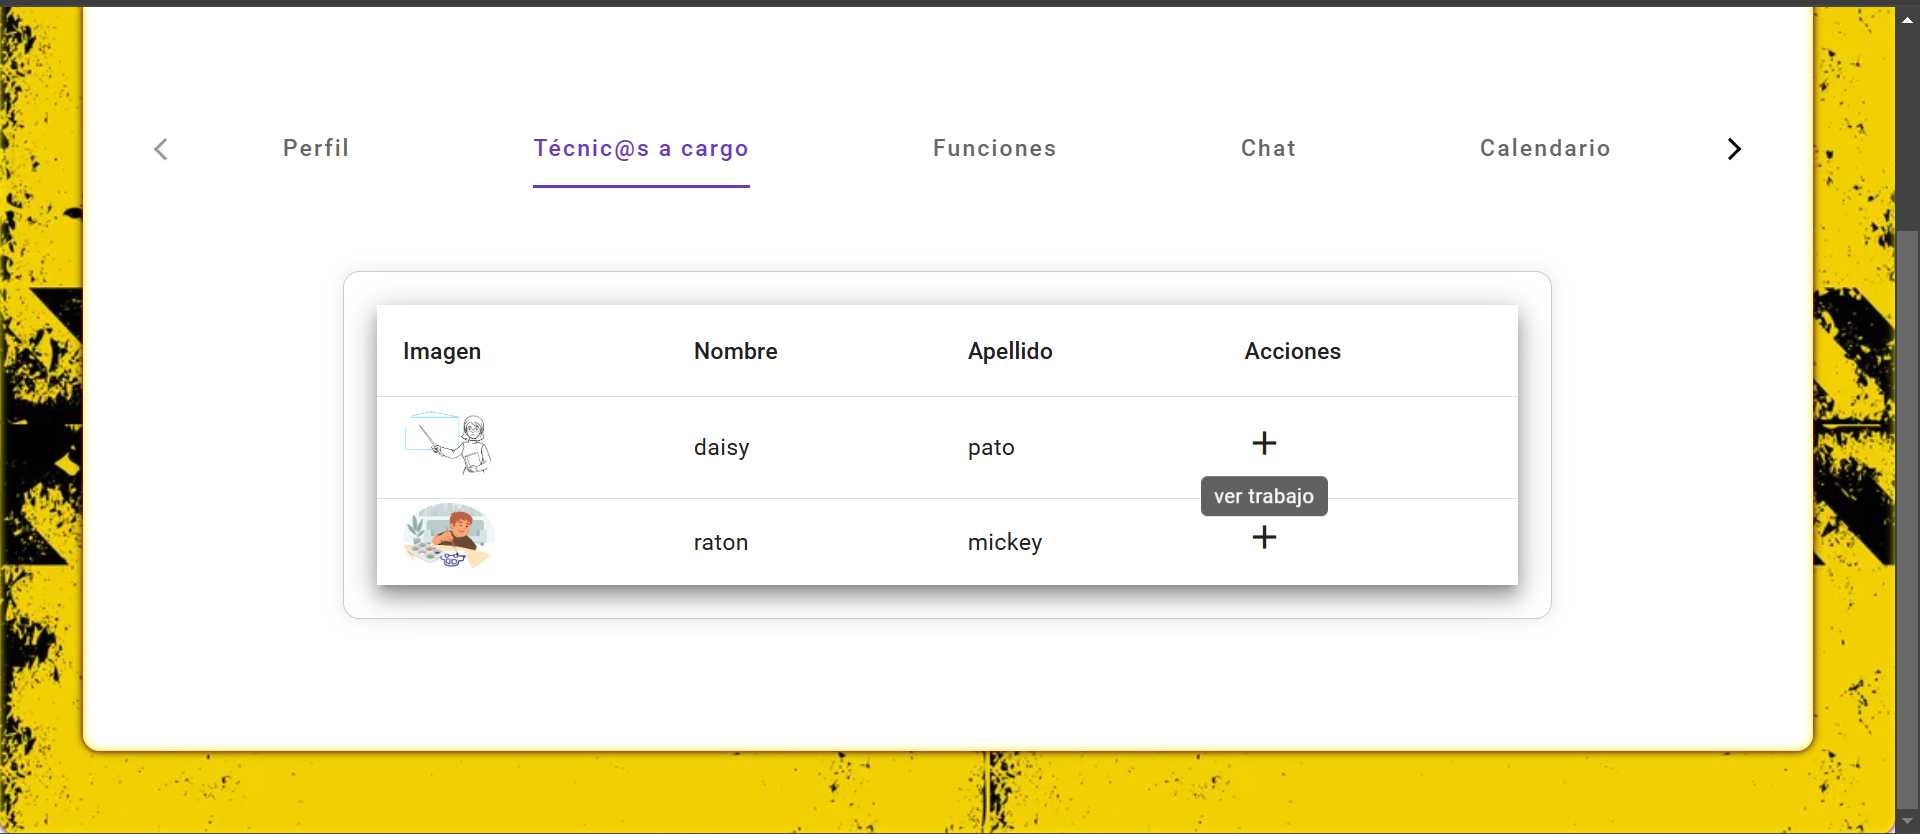 Perfil
Técnic@s a cargo
Funciones
Chat
Calendario
Imagen Nombre Apellido Acciones
daisy pato
ver trabajo
raton mickey